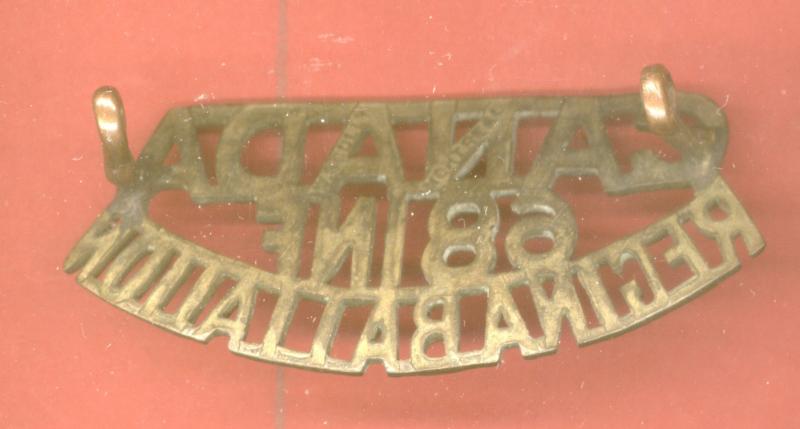 CANADA
68 INF
REGINA BATTALION